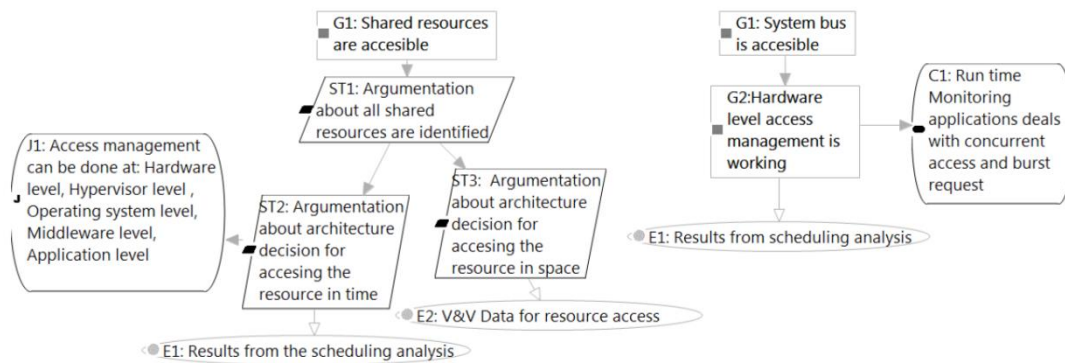 G1: Shared resources
are accesible
ST1: Argumentation
about all shared
resources are identified
J1: Access management
can be done at: Hardware
level, Hypervisor level ,
Operating system level,
Middleware level,
Application level
ST2: Argumentation
about architecture
decision for
accesing the
resource in time
ST3: Argumentation
about architecture
decision for
accesing the
resource in space
E2: V&V Data for resource access
E1: Results from the scheduling analysis
G1: System bus
is accesible
G2:Hardware
level access
management is
working
C1: Run time
Monitoring
applications deals
with concurrent
access and burst
request
E1: Results from scheduling analysis